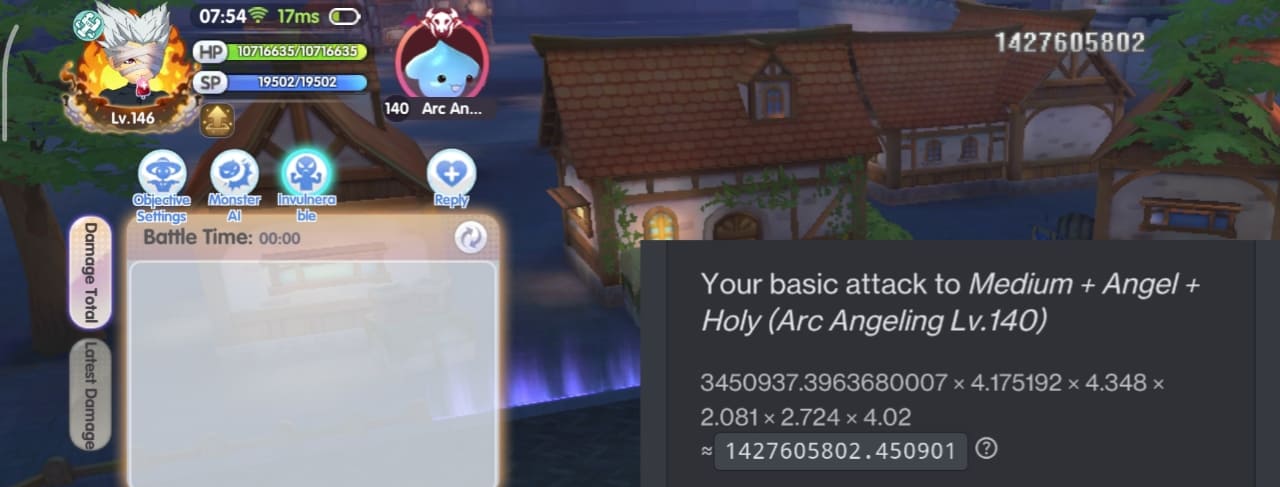 07:54 17ms
HP 10716635/10716635
SP 19502/19502
Lv.146
140 Arc An...
1427605802
Objective
Settings
Monster
AI
Invulnera
ble
Reply
Battle Time: 00:00
Damage Total
Latest Damage
Your basic attack to Medium + Angel +
Holy (Arc Angeling Lv.140)
3450937.3963680007 × 4.175192 × 4.348 ×
2.081 × 2.724 × 4.02
≈ 1427605802.450901 ?